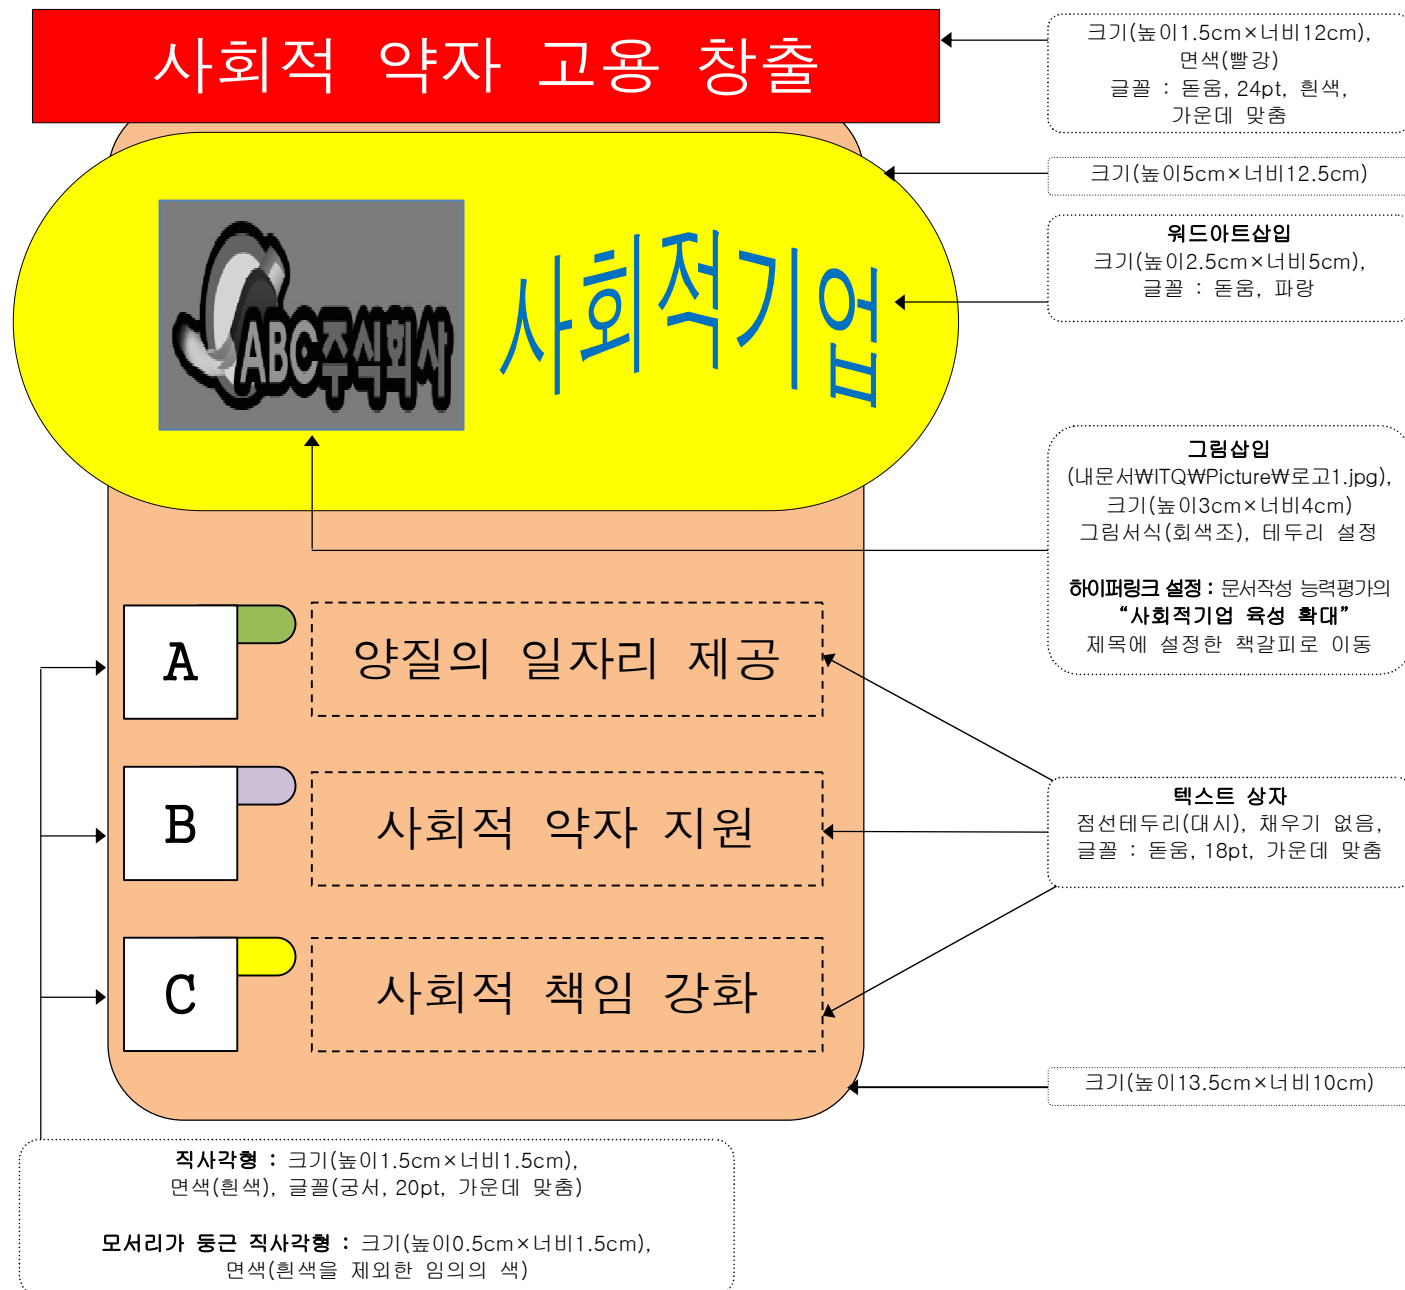 사회적 약자 고용 창출
크기(높이1.5cm×너비12cm),
면색(빨강)
글꼴 : 돋움, 24pt, 흰색,
가운데 맞춤
크기(높이5cm×너비12.5cm)
ABC주식회사
사회적기업
워드아트삽입
크기(높이2.5cm×너비5cm),
글꼴 : 돋움, 파랑
그림삽입
(내문서₩ITQ₩Picture₩로고1.jpg),
크기(높이3cm×너비4cm)
그림서식(회색조), 테두리 설정
하이퍼링크 설정 : 문서작성 능력평가의
“사회적기업 육성 확대”
제목에 설정한 책갈피로 이동
A
양질의 일자리 제공
B
사회적 약자 지원
텍스트 상자
점선테두리(대시), 채우기 없음,
글꼴 : 돋움, 18pt, 가운데 맞춤
C
사회적 책임 강화
크기(높이13.5cm×너비10cm)
직사각형 : 크기(높이1.5cm×너비1.5cm),
면색(흰색), 글꼴(궁서, 20pt, 가운데 맞춤)
모서리가 둥근 직사각형 : 크기(높이0.5cm×너비1.5cm),
면색(흰색을 제외한 임의의 색)